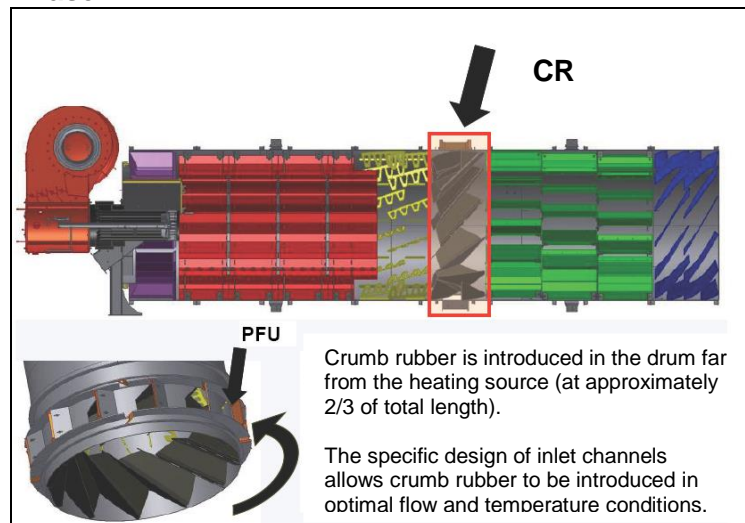 CR
PFU
Crumb rubber is introduced in the drum far
from the heating source (at approximately
2/3 of total length).
The specific design of inlet channels
allows crumb rubber to be introduced in
optimal flow and temperature conditions.